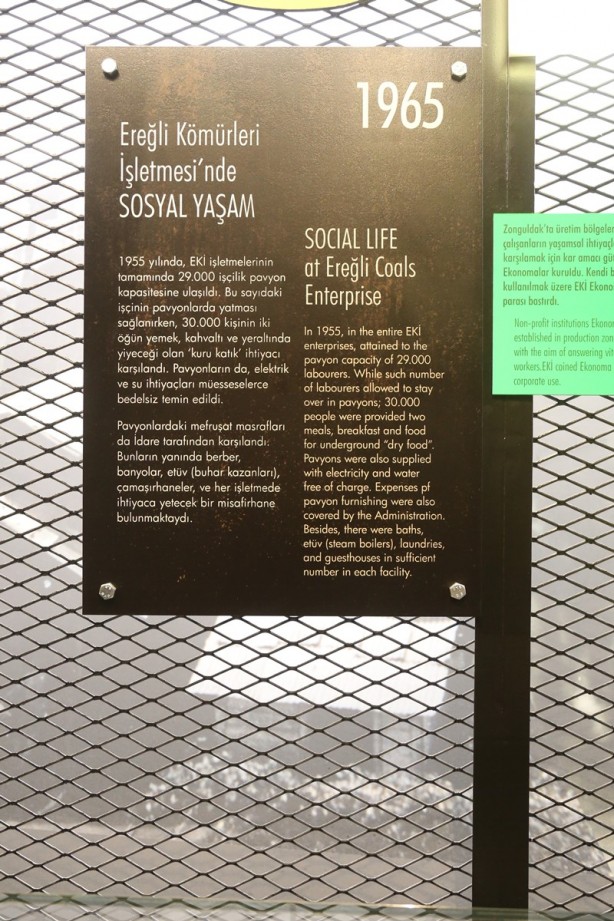 1965
Ereğli Kömürleri
İşletmesi'nde
SOSYAL YAŞAM
1955 yılında, EKİ işletmelerinin
tamamında 29.000 işçilik pavyon
kapasitesine ulaşıldı. Bu sayıdaki
işçinin pavyonlarda yatması
sağlanırken, 30.000 kişinin iki
öğün yemek, kahvaltı ve yeraltında
yiyeceği olan 'kuru katık' ihtiyacı
karşılandı. Pavyonların da, elektrik
ve su ihtiyaçları müesseselerce
bedelsiz temin edildi.
Pavyonlardaki mefruşat masrafları
da İdare tarafından karşılandı.
Bunların yanında berber,
banyolar, etüv (buhar kazanları),
çamaşırhaneler, ve her işletmede
ihtiyaca yetecek bir misafirhane
bulunmaktaydı.
SOCIAL LIFE
at Ereğli Coals
Enterprise
In 1955, in the entire EKİ
enterprises, attained to the
pavyon capacity of 29.000
labourers. While such number
of labourers allowed to stay
over in pavyons; 30.000
people were provided two
meals, breakfast and food
for underground "dry food".
Pavyons were also supplied
with electricity and water
free of charge. Expenses pf
pavyon furnishing were also
covered by the Administration.
Besides, there were baths,
etüv (steam boilers), laundries,
and guesthouses in sufficient
number in each facility.
Zonguldak'ta üretim
çalışanların yaşamsal
karşılamak için kar amacı
Ekonomalar kuruldu. Kendi
kullanılmak üzere EKİ
parası bastırdı.
Non-profit institutions
established in production
with the aim of answering
workers.EKİ coined Ekonoma
corporate use.